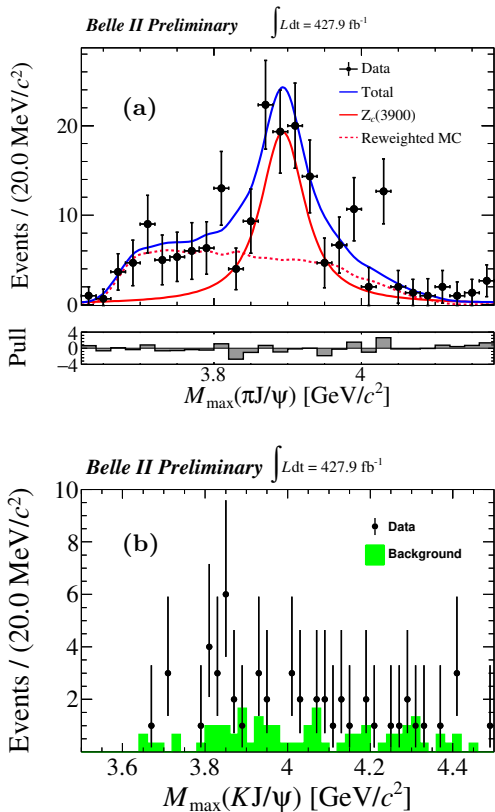 Belle II Preliminary ∫Ldt = 427.9 fb⁻¹
(a)
Data
Total
Z_c(3900)
Reweighted MC
Events / (20.0 MeV/c²)
20
10
0
Pull
4
0
−4
3.8
4
M_max(πJ/ψ) [GeV/c²]
Belle II Preliminary ∫Ldt = 427.9 fb⁻¹
(b)
Data
Background
Events / (20.0 MeV/c²)
10
8
6
4
2
3.6
3.8
4
4.2
4.4
M_max(KJ/ψ) [GeV/c²]